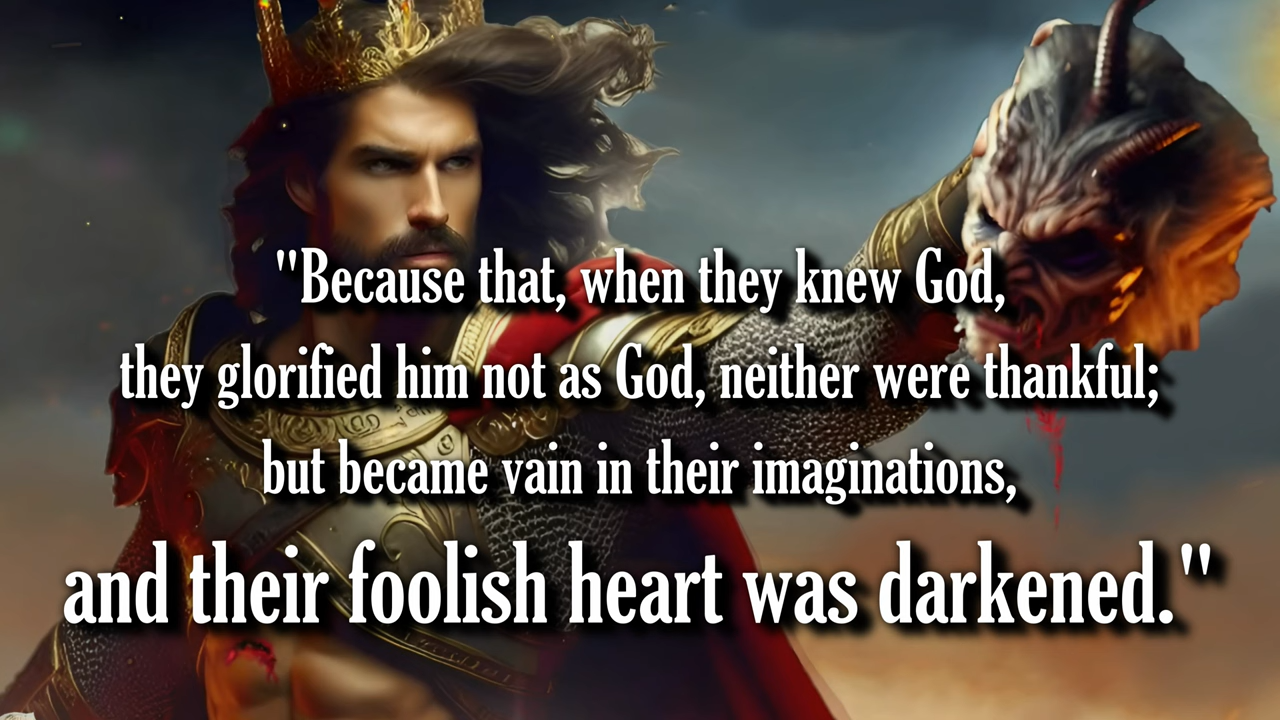 "Because that, when they knew God,
they glorified him not as God, neither were thankful;
but became vain in their imaginations,
and their foolish heart was darkened."